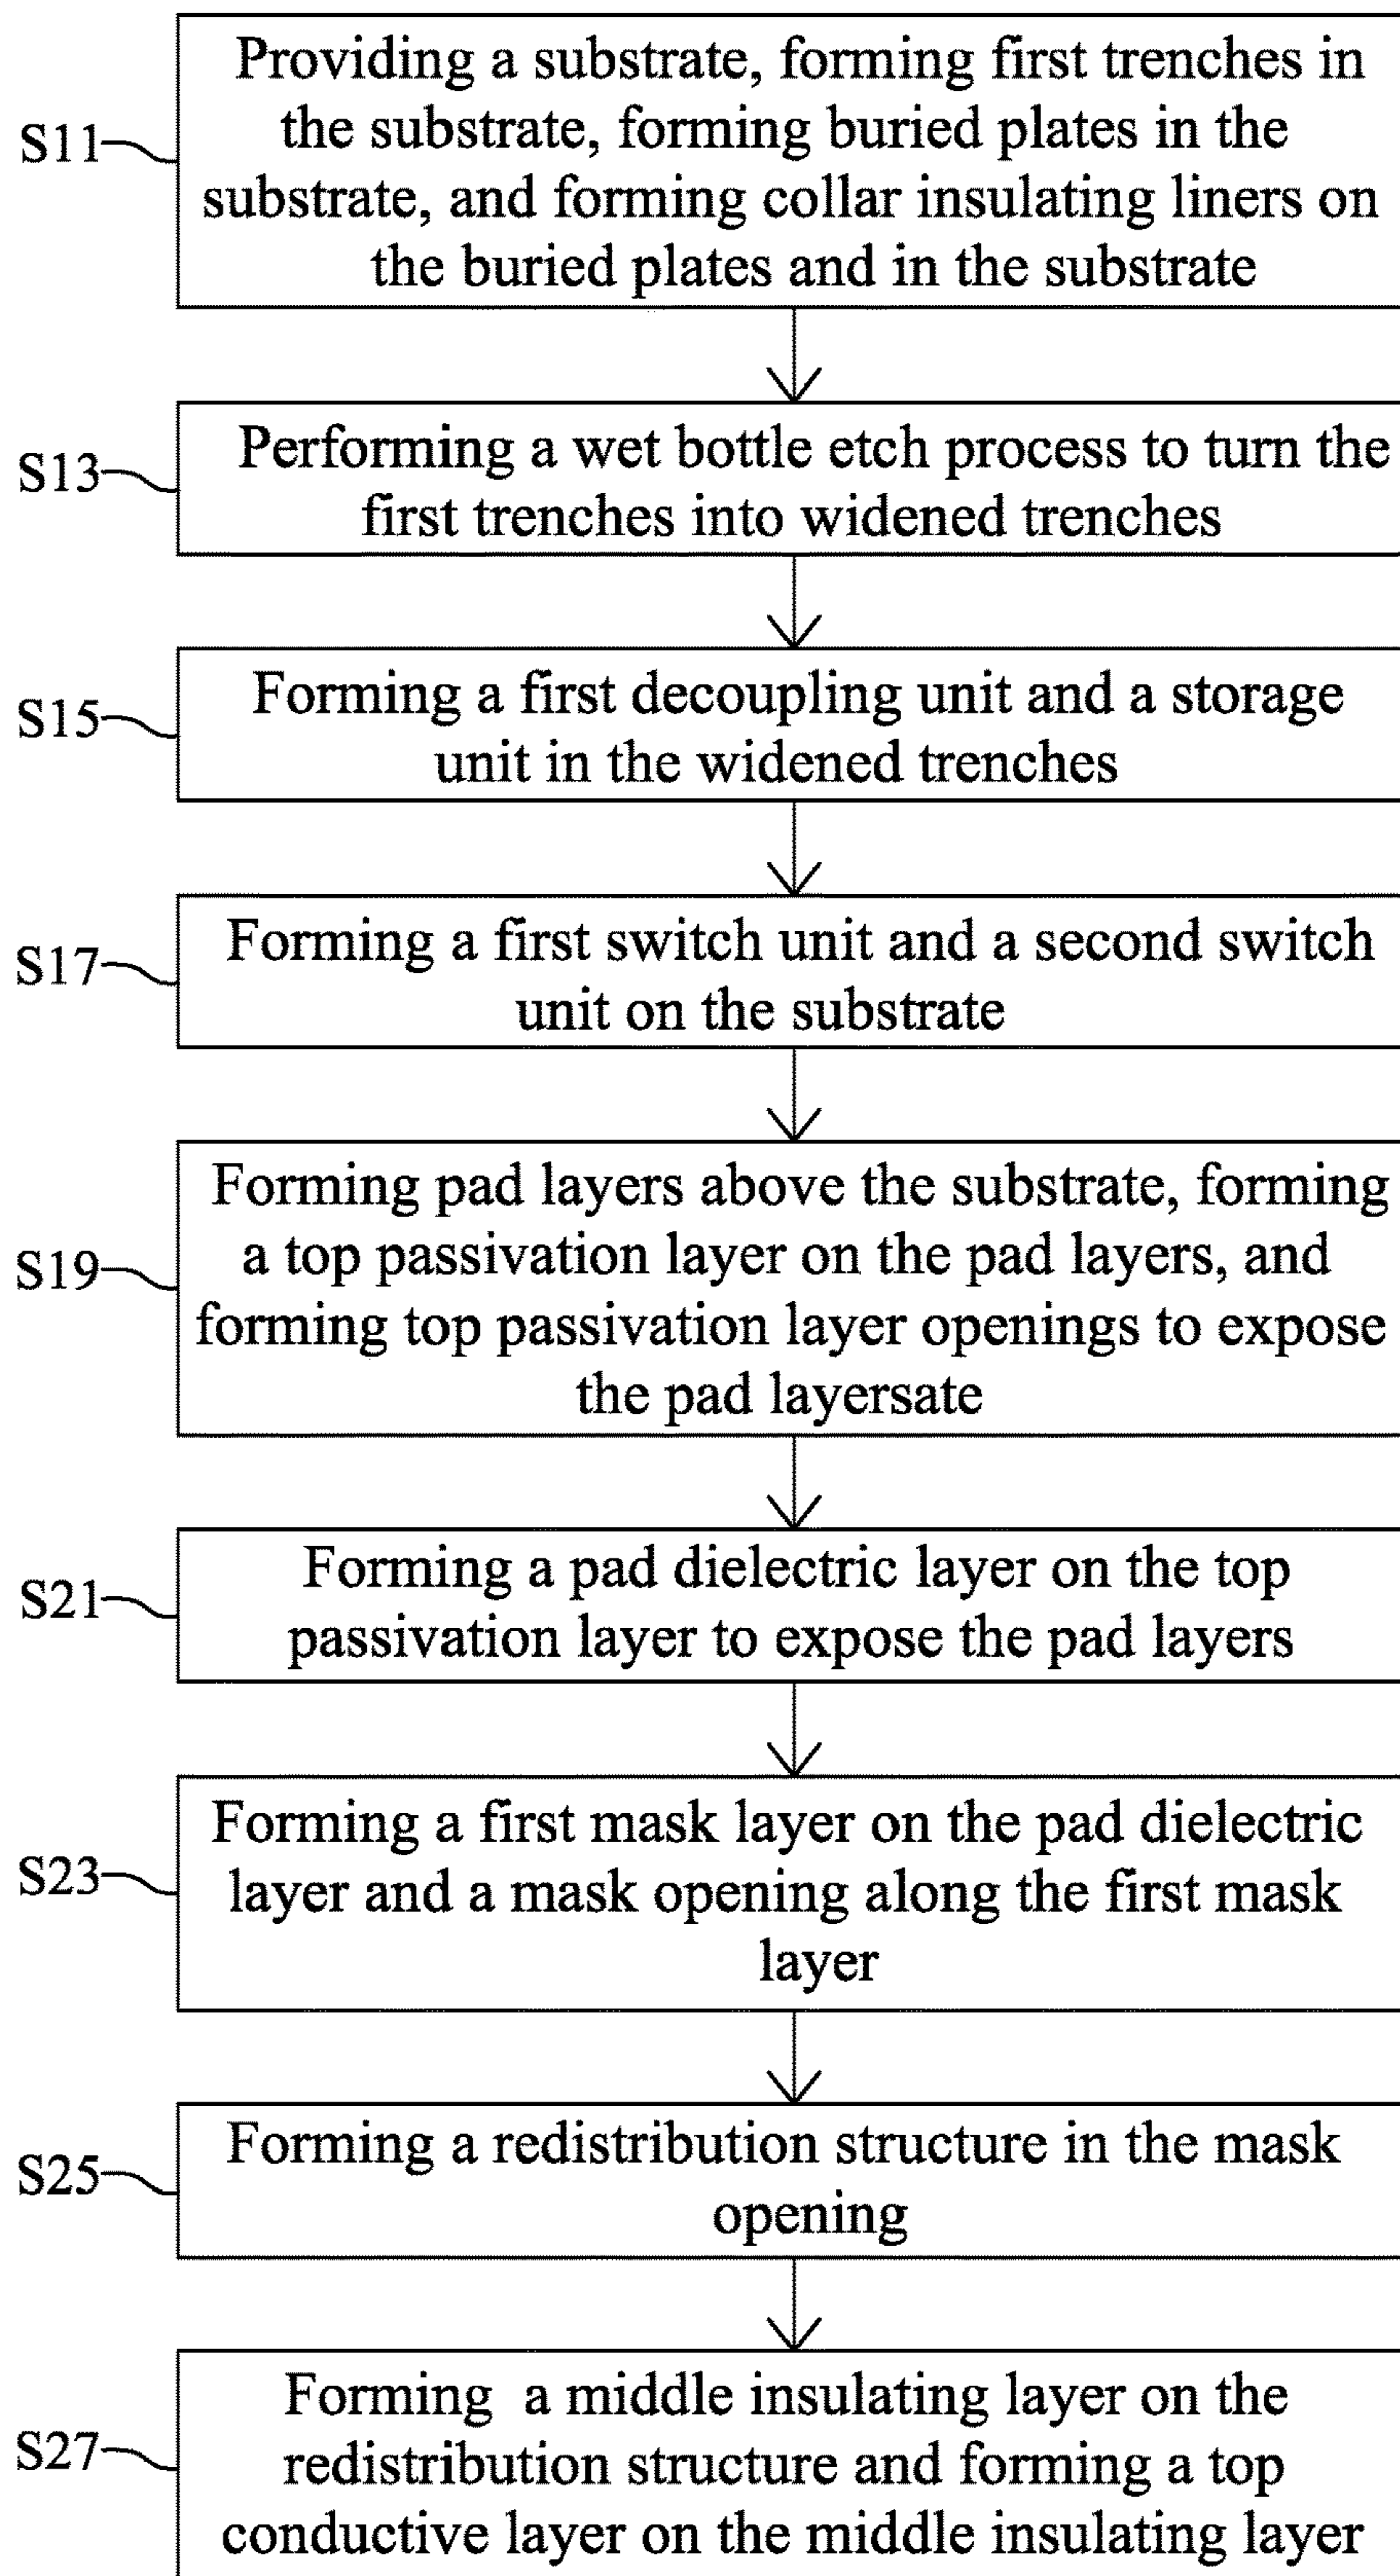 Providing a substrate, forming first trenches in
the substrate, forming buried plates in the
S11
substrate, and forming collar insulating liners on
the buried plates and in the substrate
Performing a wet bottle etch process to turn the
S13
first trenches into widened trenches
Forming a first decoupling unit and a storage
S15
unit in the widened trenches
Forming a first switch unit and a second switch
S17
unit on the substrate
Forming pad layers above the substrate, forming
a top passivation layer on the pad layers, and
S19
forming top passivation layer openings to expose
the pad layersate
Forming a pad dielectric layer on the top
S21
passivation layer to expose the pad layers
Forming a first mask layer on the pad dielectric
S23
layer and a mask opening along the first mask
layer
Forming a redistribution structure in the mask
S25
opening
Forming a middle insulating layer on the
S27
redistribution structure and forming a top
conductive layer on the middle insulating layer